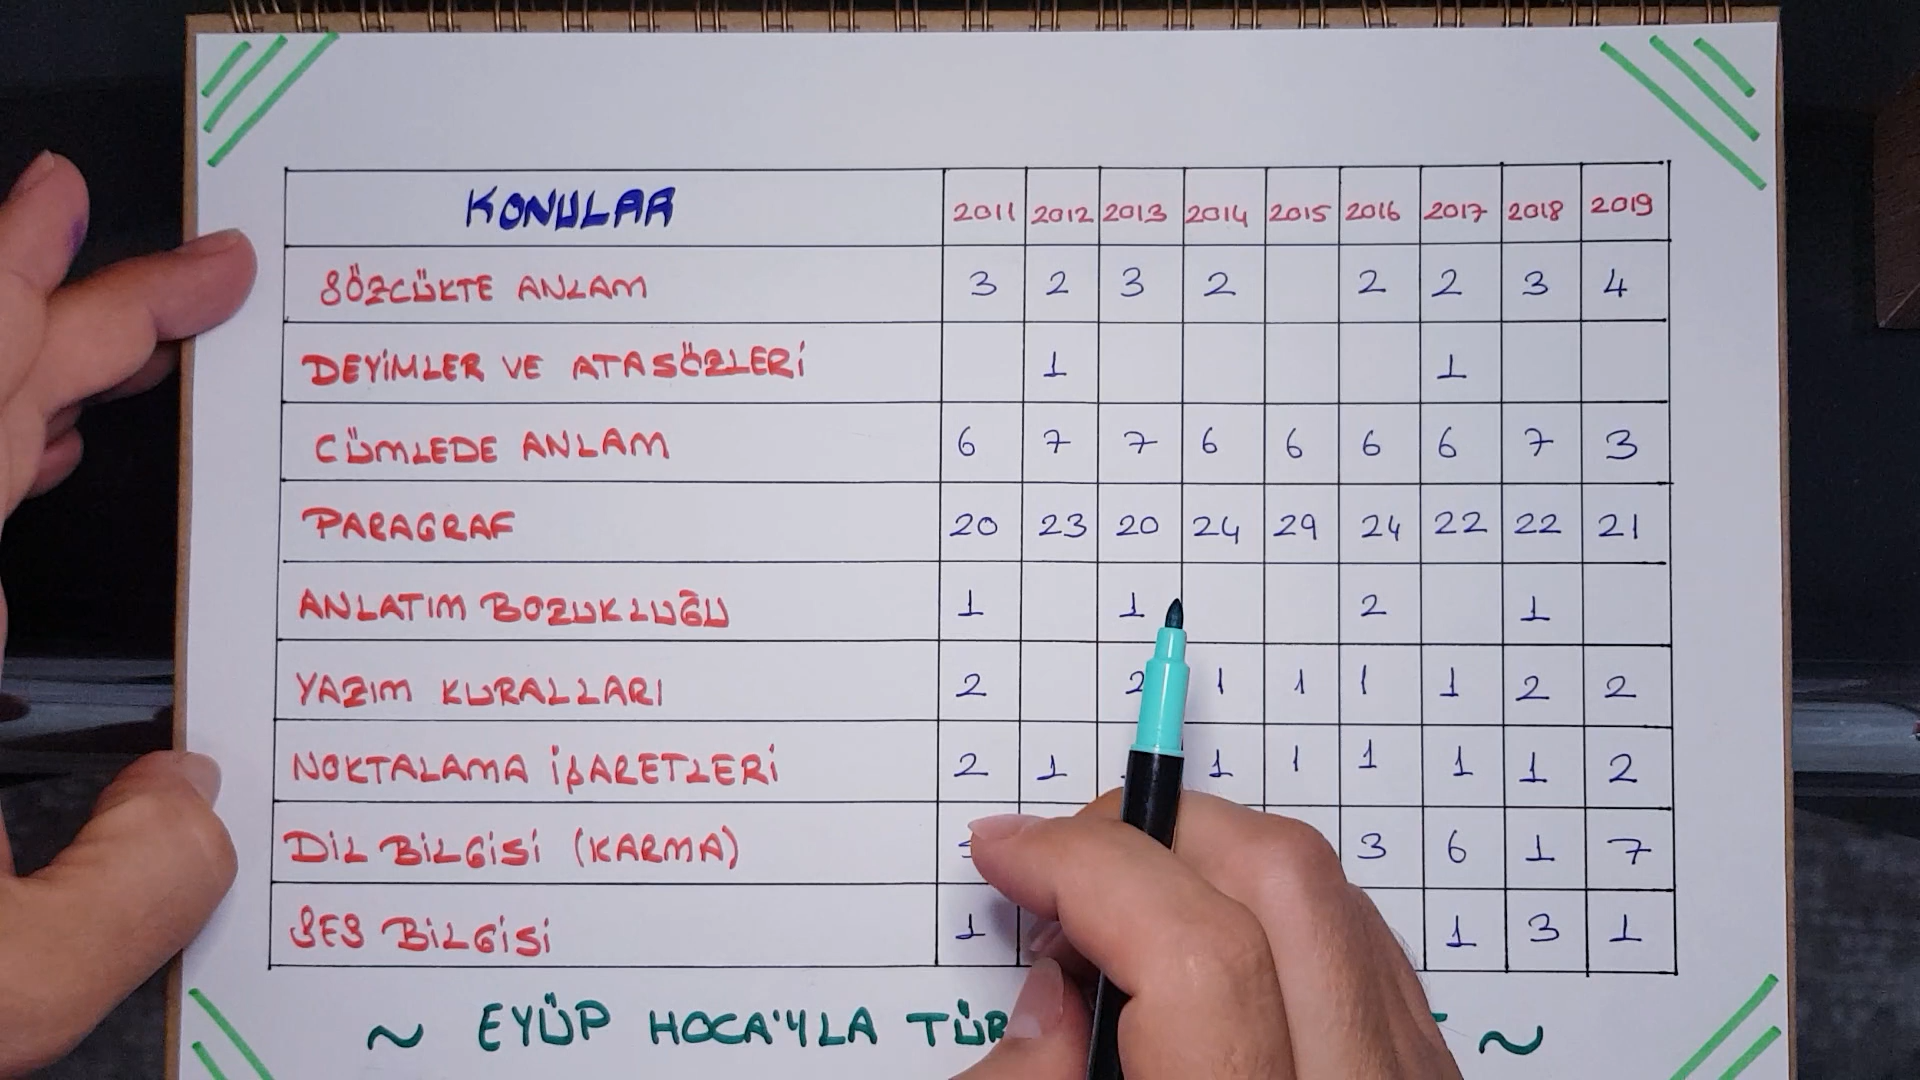 KONULAR 2011 2012 2013 2014 2015 2016 2017 2018 2019
SÖZCÜKTE ANLAM 3 2 3 2 2 2 3 4
DEYİMLER VE ATASÖZLERİ 1 1
CÜMLEDE ANLAM 6 7 7 6 6 6 6 7 3
PARAGRAF 20 23 20 24 29 24 22 22 21
ANLATIM BOZUKLUĞU 1 1 2 1
YAZIM KURALLARI 2 2 1 1 1 1 2 2
NOKTALAMA İŞARETLERİ 2 1 1 1 1 1 1 2
DİL BİLGİSİ (KARMA) 3 6 1 7
SES BİLGİSİ 1 1 3 1
~ EYÜP HOCA'YLA ~